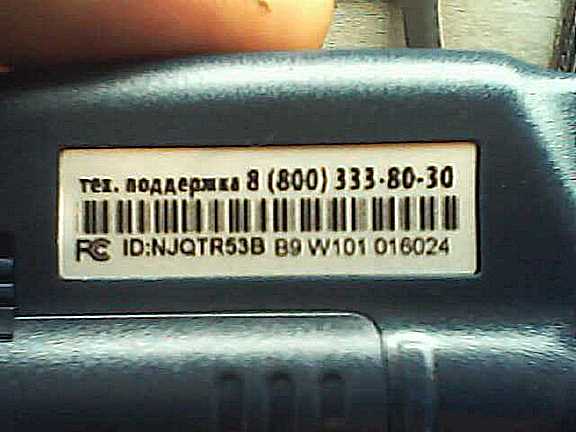 тех. поддержка 8 (800) 333-80-30
FC ID:NJQTR53B B9 W101 016024